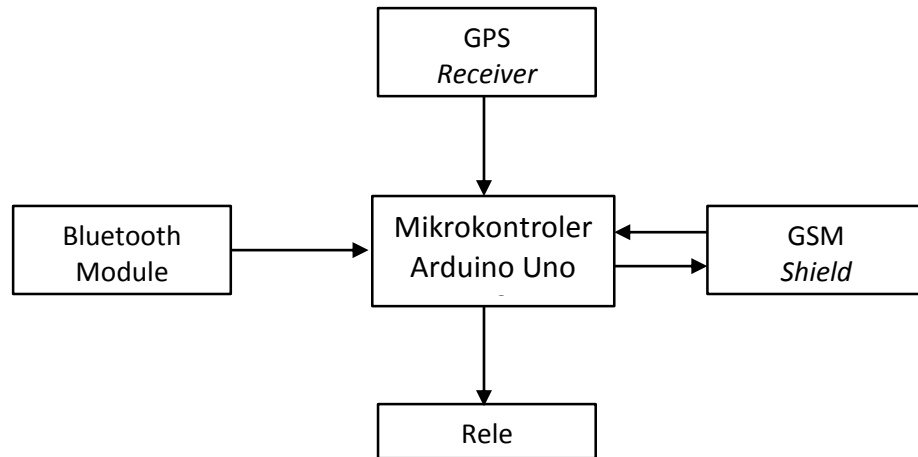 GPS
Receiver
Bluetooth
Module
Mikrokontroler
Arduino Uno
GSM
Shield
Rele